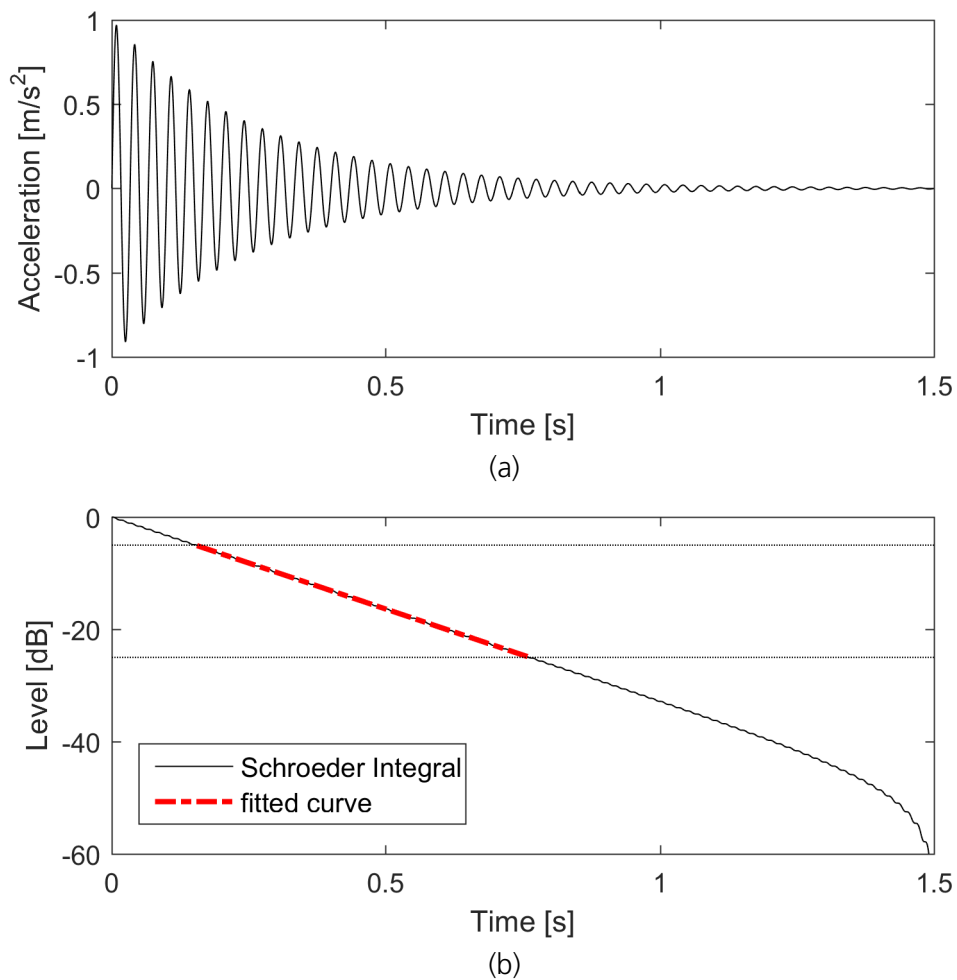 1
0.5
0
-0.5
-1
Acceleration [m/s²]
0 0.5 1 1.5
Time [s]
(a)
0
-20
-40
-60
Level [dB]
Schroeder Integral
fitted curve
0 0.5 1 1.5
Time [s]
(b)